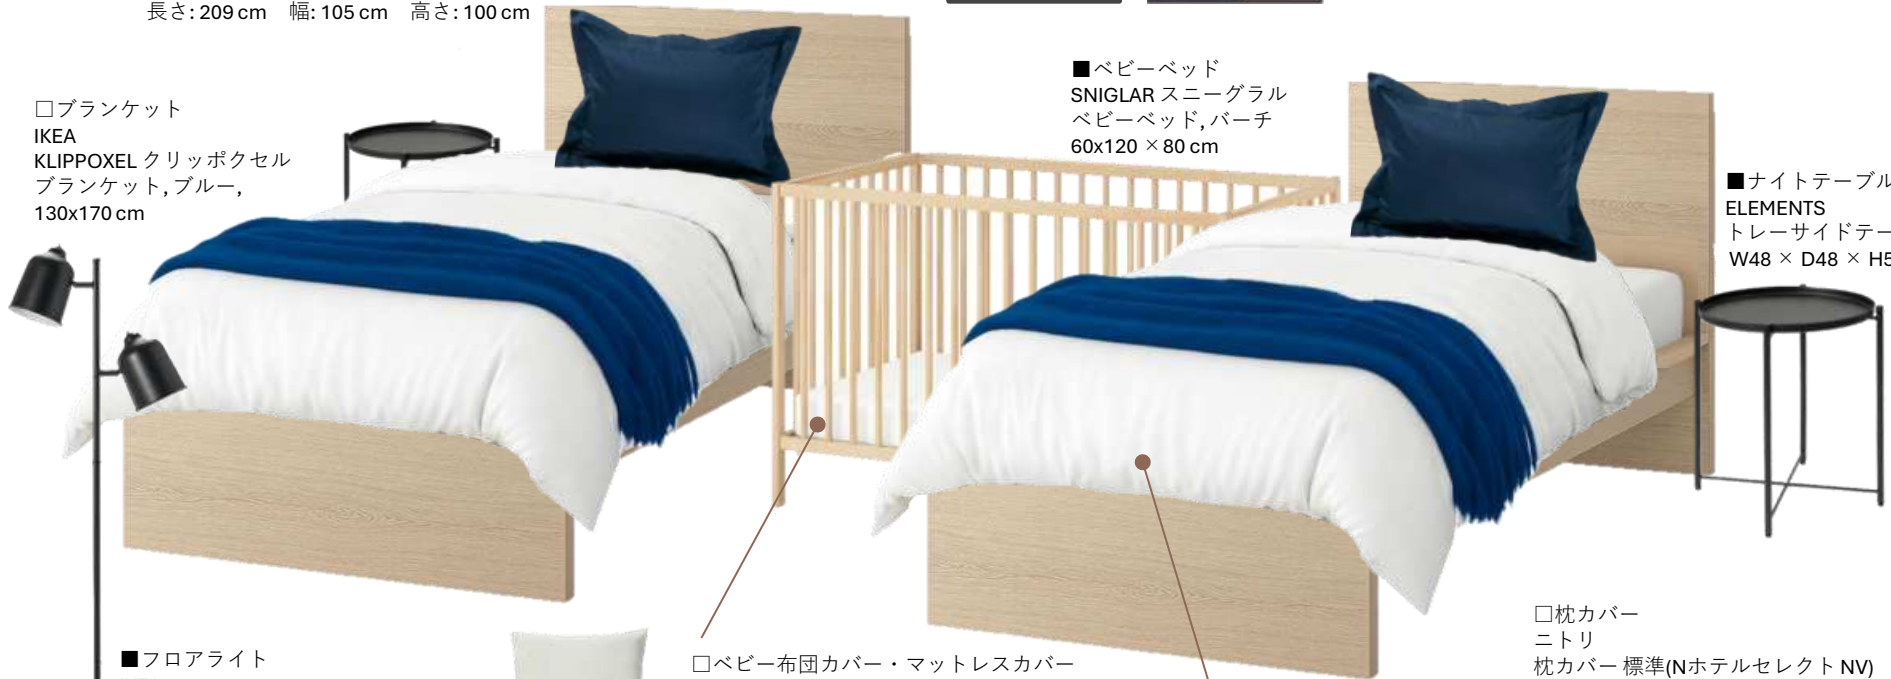 長さ: 209 cm　幅: 105 cm　高さ: 100 cm
□ブランケット
IKEA
KLIPPOXEL クリッポクセル
ブランケット, ブルー,
130x170 cm
■ベビーベッド
SNIGLAR スニーグラル
ベビーベッド, バーチ
60x120 × 80 cm
■ナイトテーブル
ELEMENTS
トレーサイドテー
W48 × D48 × H5
■フロアライト
□ベビー布団カバー・マットレスカバー
□枕カバー
ニトリ
枕カバー 標準(Nホテルセレクト NV)